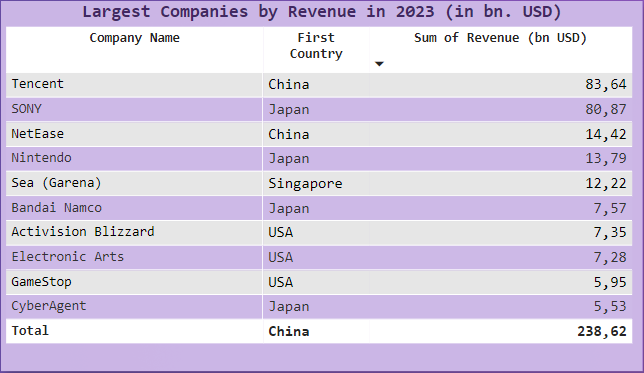 Largest Companies by Revenue in 2023 (in bn. USD)
Company Name First Country Sum of Revenue (bn USD)
Tencent China 83,64
SONY Japan 80,87
NetEase China 14,42
Nintendo Japan 13,79
Sea (Garena) Singapore 12,22
Bandai Namco Japan 7,57
Activision Blizzard USA 7,35
Electronic Arts USA 7,28
GameStop USA 5,95
CyberAgent Japan 5,53
Total China 238,62